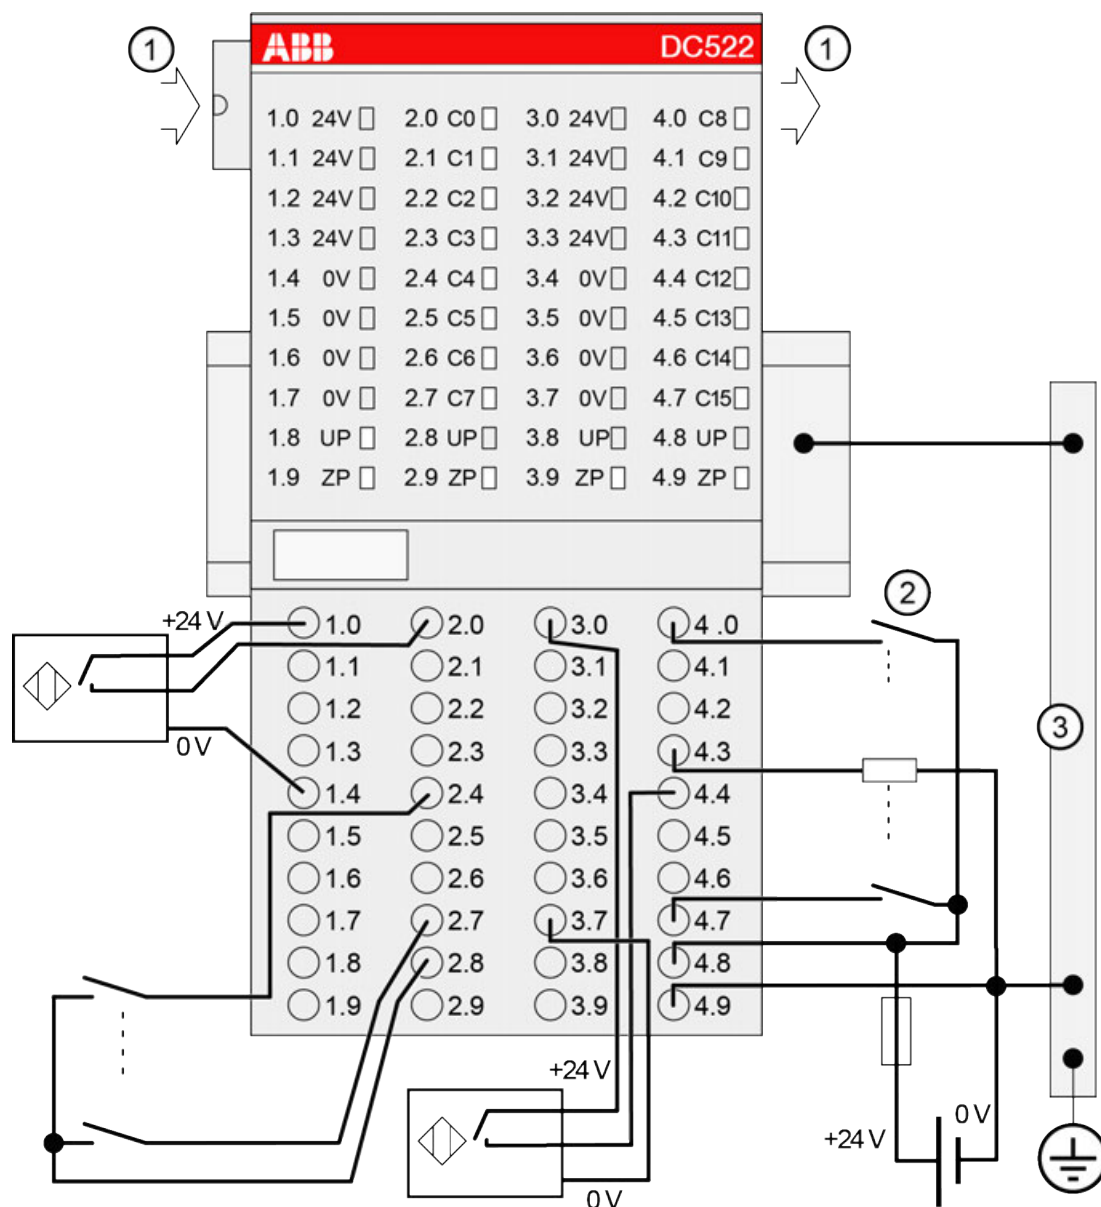 1
ABB DC522
1
1.0 24V 2.0 C0 3.0 24V 4.0 C8
1.1 24V 2.1 C1 3.1 24V 4.1 C9
1.2 24V 2.2 C2 3.2 24V 4.2 C10
1.3 24V 2.3 C3 3.3 24V 4.3 C11
1.4 0V 2.4 C4 3.4 0V 4.4 C12
1.5 0V 2.5 C5 3.5 0V 4.5 C13
1.6 0V 2.6 C6 3.6 0V 4.6 C14
1.7 0V 2.7 C7 3.7 0V 4.7 C15
1.8 UP 2.8 UP 3.8 UP 4.8 UP
1.9 ZP 2.9 ZP 3.9 ZP 4.9 ZP
2
+24 V
1.0 2.0 3.0 4.0
1.1 2.1 3.1 4.1
1.2 2.2 3.2 4.2
3
0 V
1.3 2.3 3.3 4.3
1.4 2.4 3.4 4.4
1.5 2.5 3.5 4.5
1.6 2.6 3.6 4.6
1.7 2.7 3.7 4.7
1.8 2.8 3.8 4.8
1.9 2.9 3.9 4.9
+24 V
0 V
+24 V
0 V